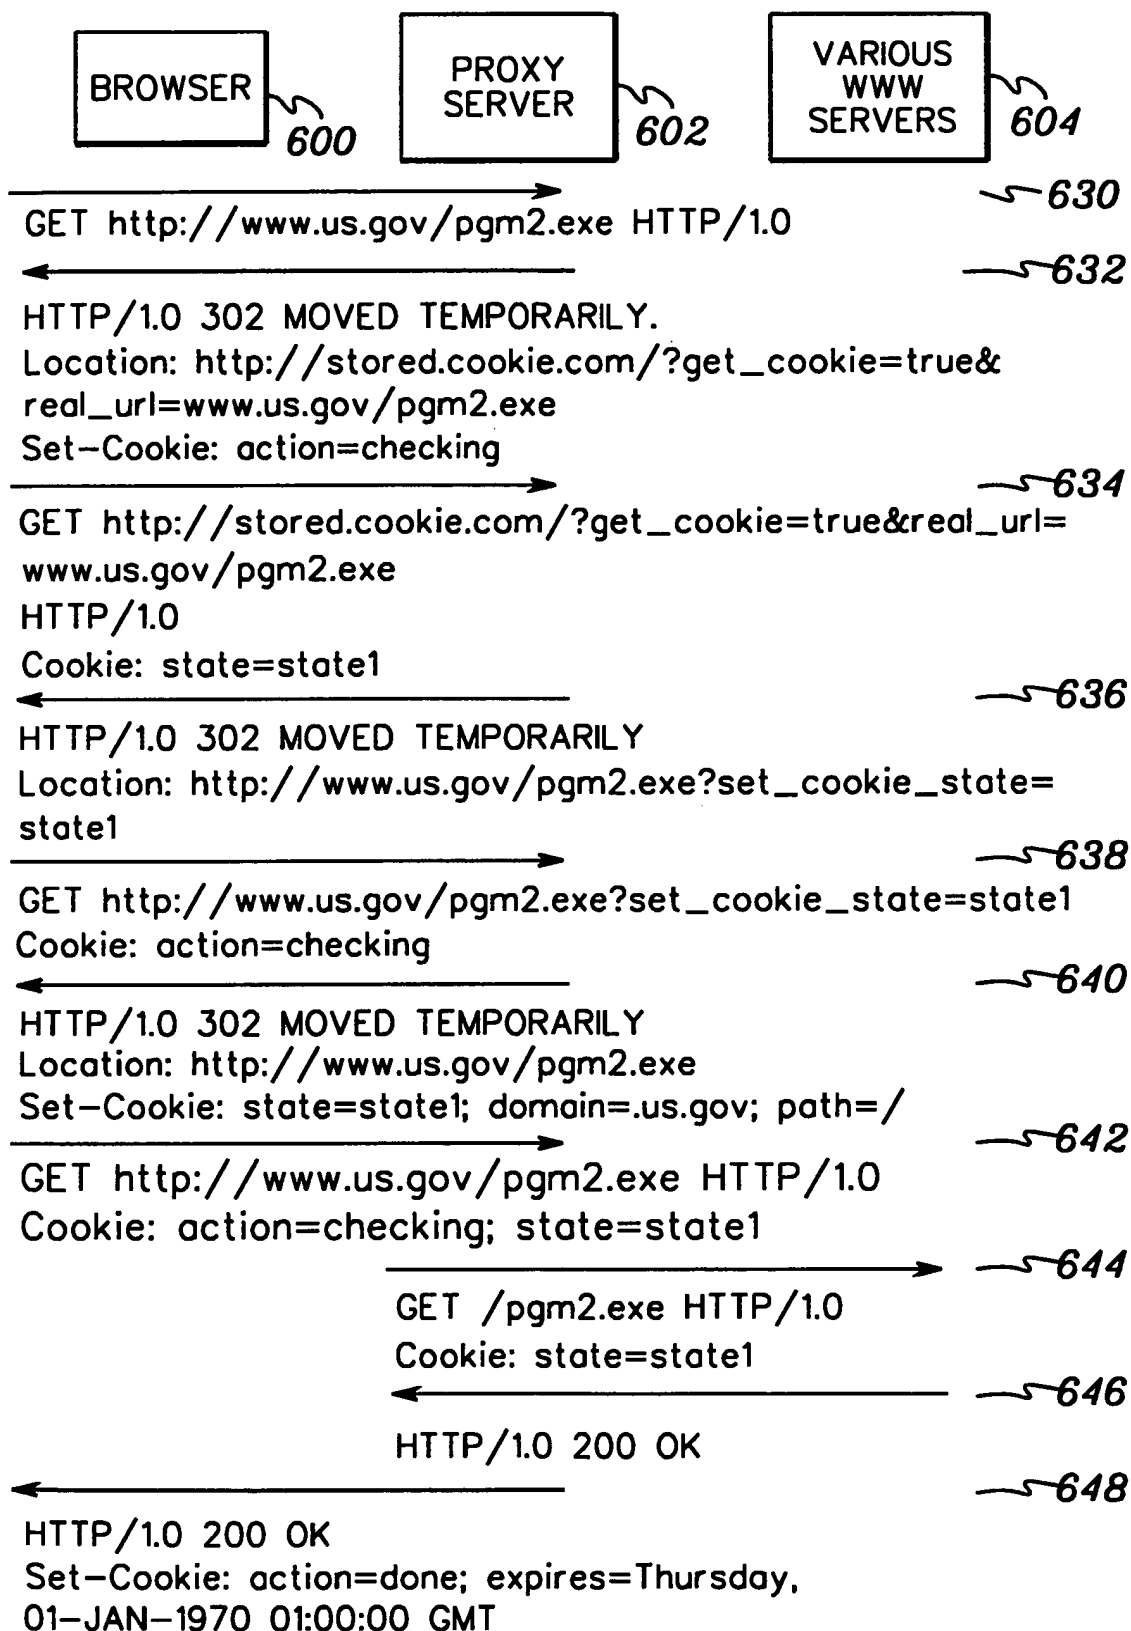 BROWSER
600
PROXY
SERVER
602
VARIOUS
WWW
SERVERS
604
630
GET http://www.us.gov/pgm2.exe HTTP/1.0
632
HTTP/1.0 302 MOVED TEMPORARILY.
Location: http://stored.cookie.com/?get_cookie=true&
real_url=www.us.gov/pgm2.exe
Set-Cookie: action=checking
634
GET http://stored.cookie.com/?get_cookie=true&real_url=
www.us.gov/pgm2.exe
HTTP/1.0
Cookie: state=state1
636
HTTP/1.0 302 MOVED TEMPORARILY
Location: http://www.us.gov/pgm2.exe?set_cookie_state=
state1
638
GET http://www.us.gov/pgm2.exe?set_cookie_state=state1
Cookie: action=checking
640
HTTP/1.0 302 MOVED TEMPORARILY
Location: http://www.us.gov/pgm2.exe
Set-Cookie: state=state1; domain=.us.gov; path=/
642
GET http://www.us.gov/pgm2.exe HTTP/1.0
Cookie: action=checking; state=state1
644
GET /pgm2.exe HTTP/1.0
Cookie: state=state1
646
HTTP/1.0 200 OK
648
HTTP/1.0 200 OK
Set-Cookie: action=done; expires=Thursday,
01-JAN-1970 01:00:00 GMT